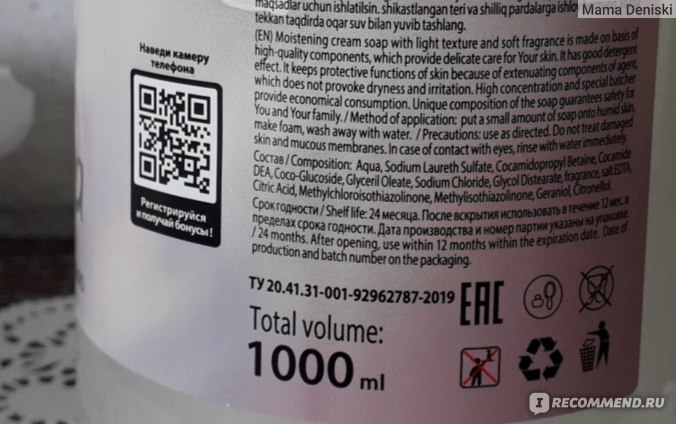 Mama Deniski
maqsadlar uchun ishlatilsin. shikastlangan teri va shilliq pardalarga
tekkan taqdirda oqar suv bilan yuvib tashlang.
(EN) Moistening cream soap with light texture and soft fragrance is made on basis of
high-quality components, which provide delicate care for Your skin. It has good detergent
effect. It keeps protective functions of skin because of extenuating components of agent,
which does not provoke dryness and irritation. High concentration and special batcher
provide economical consumption. Unique composition of the soap guarantees safety for
You and Your family. / Method of application: put a small amount of soap onto humid skin,
make foam, wash away with water. / Precautions: use as directed. Do not treat damaged
skin and mucous membranes. In case of contact with eyes, rinse with water immediately.
Состав / Composition: Aqua, Sodium Laureth Sulfate, Cocamidopropyl Betaine, Cocamide
DEA, Coco-Glucoside, Glyceril Oleate, Sodium Chloride, Glycol Distearate, fragrance, salt EDTA,
Citric Acid, Methylchloroisothiazolinone, Methylisothiazolinone, Geraniol, Citronellol.
Срок годности / Shelf life: 24 месяца. После вскрытия использовать в течение 12 мес. в
пределах срока годности. Дата производства и номер партии указаны на упаковке.
/ 24 months. After opening, use within 12 months within the expiration date. Date of
production and batch number on the packaging.
Наведи камеру
телефона
Регистрируйся
и получай бонусы!
ТУ 20.41.31-001-92962787-2019
EAC
Total volume:
1000 ml
IRECOMMEND.RU